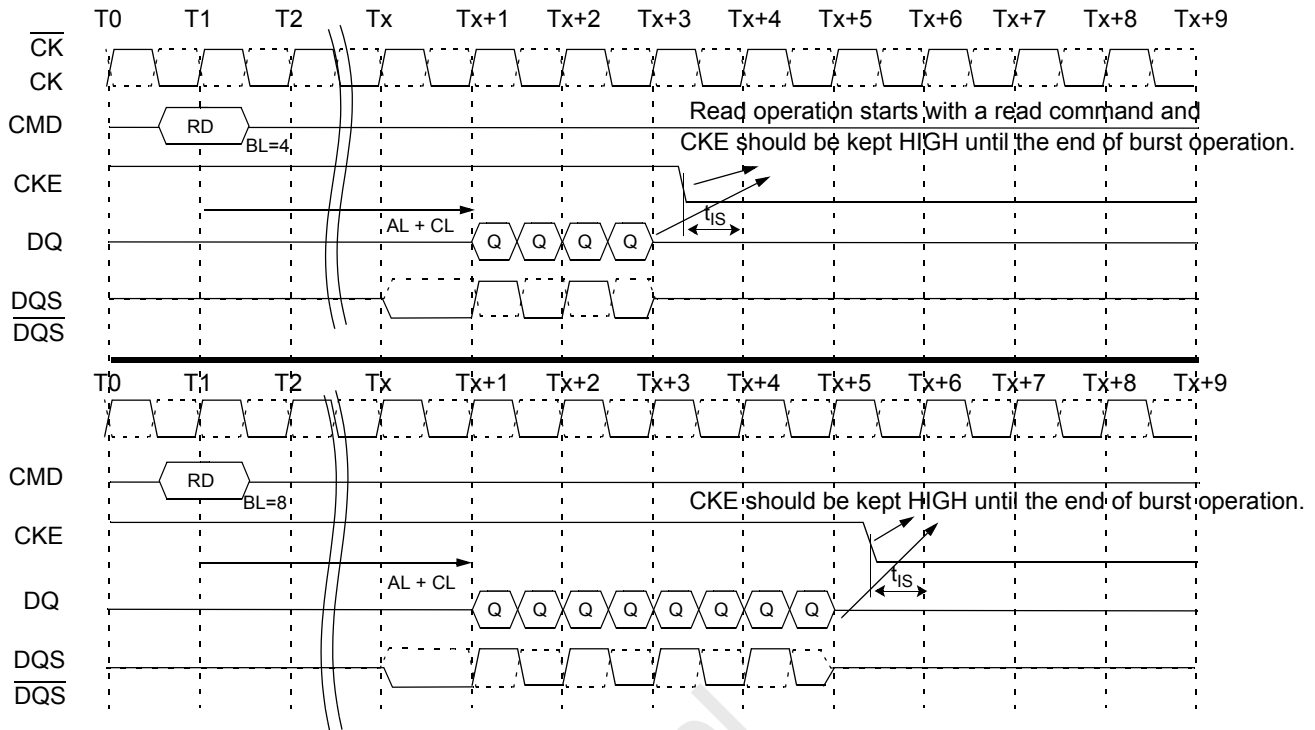 T0 T1 T2 Tx Tx+1 Tx+2 Tx+3 Tx+4 Tx+5 Tx+6 Tx+7 Tx+8 Tx+9
CK
CK
CMD RD BL=4
Read operation starts with a read command and
CKE should be kept HIGH until the end of burst operation.
CKE
AL + CL
tIS
DQ Q Q Q Q
DQS
DQS
T0 T1 T2 Tx Tx+1 Tx+2 Tx+3 Tx+4 Tx+5 Tx+6 Tx+7 Tx+8 Tx+9
CMD RD BL=8
CKE should be kept HIGH until the end of burst operation.
CKE
AL + CL
tIS
DQ Q Q Q Q Q Q Q Q
DQS
DQS